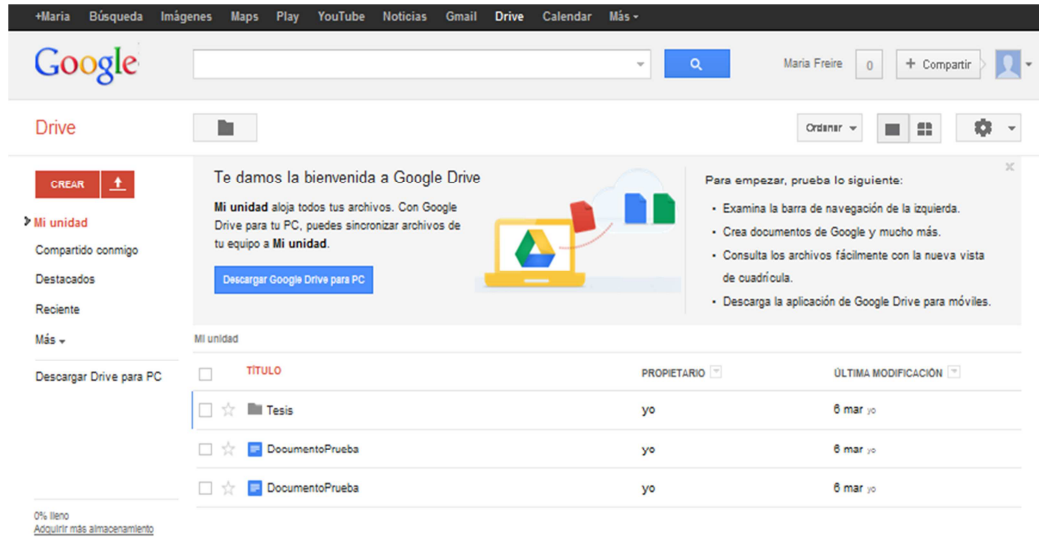 +Maria Búsqueda Imágenes Maps Play YouTube Noticias Gmail Drive Calendar Más
Google
Maria Freire 0 + Compartir
Drive
Ordenar
CREAR
Mi unidad
Compartido conmigo
Destacados
Reciente
Más
Descargar Drive para PC
0% lleno
Adquirir más almacenamiento
Te damos la bienvenida a Google Drive
Mi unidad aloja todos tus archivos. Con Google
Drive para tu PC, puedes sincronizar archivos de
tu equipo a Mi unidad.
Descargar Google Drive para PC
Para empezar, prueba lo siguiente:
• Examina la barra de navegación de la izquierda.
• Crea documentos de Google y mucho más.
• Consulta los archivos fácilmente con la nueva vista
de cuadrícula.
• Descarga la aplicación de Google Drive para móviles.
Mi unidad
TÍTULO PROPIETARIO ÚLTIMA MODIFICACIÓN
Tesis yo 6 mar yo
DocumentoPrueba yo 6 mar yo
DocumentoPrueba yo 6 mar yo